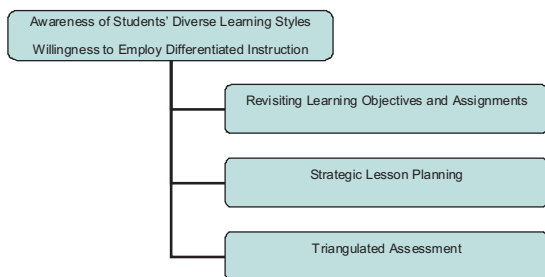 Awareness of Students' Diverse Learning Styles
Willingness to Employ Differentiated Instruction
Revisiting Learning Objectives and Assignments
Strategic Lesson Planning
Triangulated Assessment